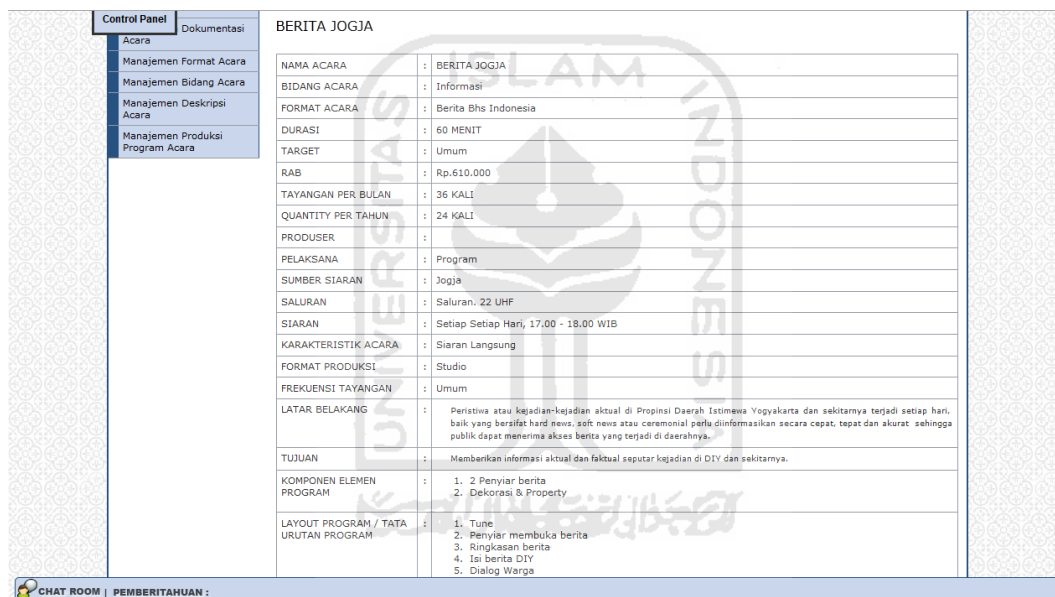 Control Panel
Dokumentasi
Acara
Manajemen Format Acara
Manajemen Bidang Acara
Manajemen Deskripsi
Acara
Manajemen Produksi
Program Acara
BERITA JOGJA
NAMA ACARA : BERITA JOGJA
BIDANG ACARA : Informasi
FORMAT ACARA : Berita Bhs Indonesia
DURASI : 60 MENIT
TARGET : Umum
RAB : Rp.610.000
TAYANGAN PER BULAN : 36 KALI
QUANTITY PER TAHUN : 24 KALI
PRODUSER :
PELAKSANA : Program
SUMBER SIARAN : Jogja
SALURAN : Saluran. 22 UHF
SIARAN : Setiap Setiap Hari, 17.00 - 18.00 WIB
KARAKTERISTIK ACARA : Siaran Langsung
FORMAT PRODUKSI : Studio
FREKUENSI TAYANGAN : Umum
LATAR BELAKANG : Peristiwa atau kejadian-kejadian aktual di Propinsi Daerah Istimewa Yogyakarta dan sekitarnya terjadi setiap hari,
baik yang bersifat hard news, soft news atau ceremonial perlu diinformasikan secara cepat, tepat dan akurat sehingga
publik dapat menerima akses berita yang terjadi di daerahnya.
TUJUAN : Memberikan informasi aktual dan faktual seputar kejadian di DIY dan sekitarnya.
KOMPONEN ELEMEN
PROGRAM
: 1. 2 Penyiar berita
2. Dekorasi & Property
LAYOUT PROGRAM / TATA
URUTAN PROGRAM
: 1. Tune
2. Penyiar membuka berita
3. Ringkasan berita
4. Isi berita DIY
5. Dialog Warga
CHAT ROOM | PEMBERITAHUAN :
UNIVERSITAS
ISLAM
INDONESIA